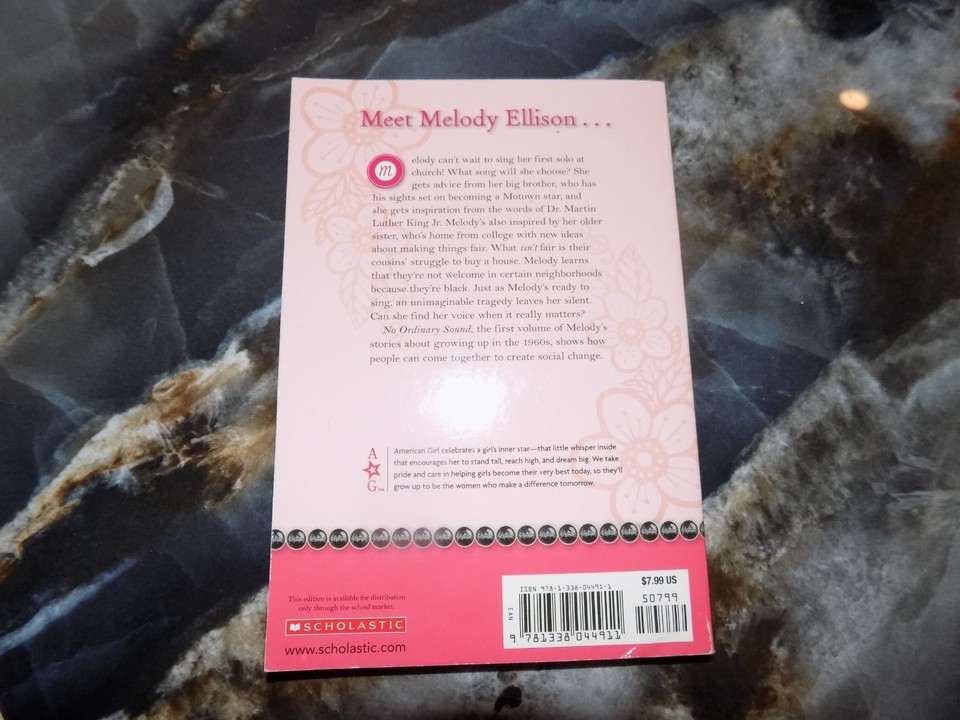 Meet Melody Ellison . . .
Melody can't wait to sing her first solo at
church! What song will she choose? She
gets advice from her big brother, who has
his sights set on becoming a Motown star, and
she gets inspiration from the words of Dr. Martin
Luther King Jr. Melody's also inspired by her older
sister, who's home from college with new ideas
about making things fair. What isn't fair is their
cousins' struggle to buy a house. Melody learns
that they're not welcome in certain neighborhoods
because they're black. Just as Melody's ready to
sing, an unimaginable tragedy leaves her silent.
Can she find her voice when it really matters?
No Ordinary Sound, the first volume of Melody's
stories about growing up in the 1960s, shows how
people can come together to create social change.
A
G™
American Girl celebrates a girl's inner star—that little whisper inside
that encourages her to stand tall, reach high, and dream big. We take
pride and care in helping girls become their very best today, so they'll
grow up to be the women who make a difference tomorrow.
This edition is available for distribution
only through the school market.
SCHOLASTIC
www.scholastic.com
ISBN 978-1-338-04491-1
$7.99 US
50799
EAN
9 781338 044911